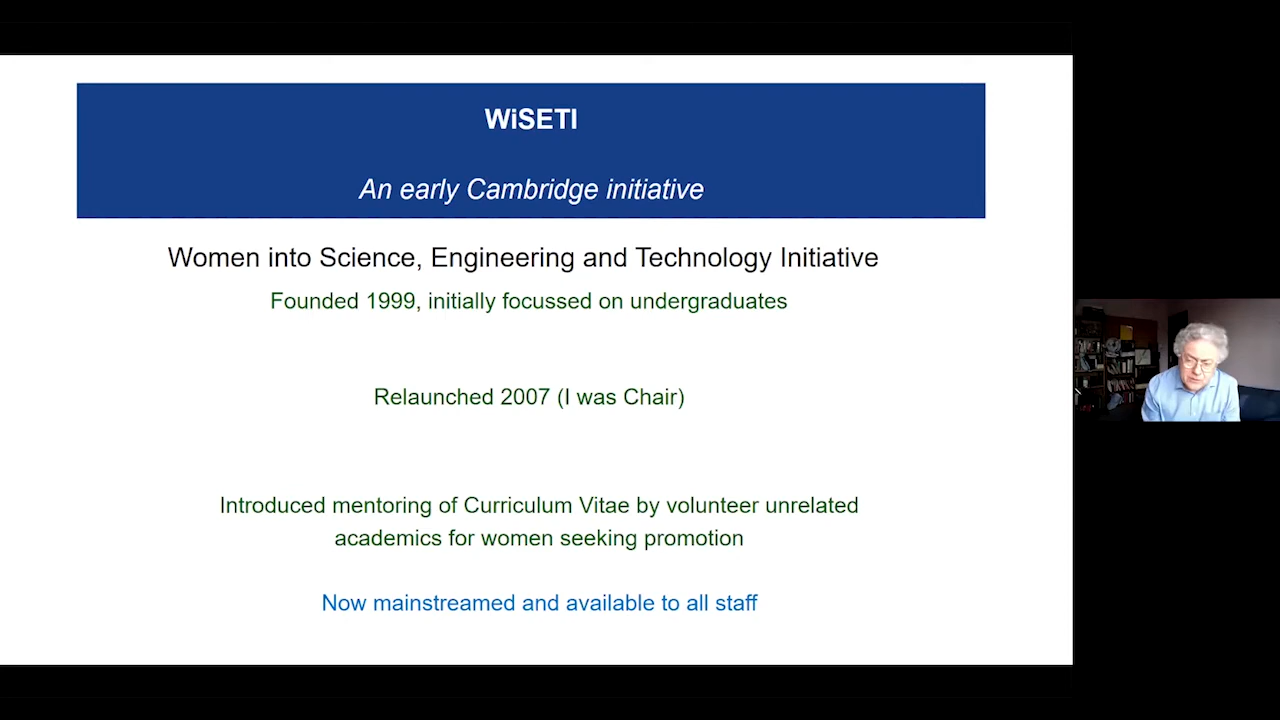 WiSETI
An early Cambridge initiative
Women into Science, Engineering and Technology Initiative
Founded 1999, initially focussed on undergraduates
Relaunched 2007 (I was Chair)
Introduced mentoring of Curriculum Vitae by volunteer unrelated
academics for women seeking promotion
Now mainstreamed and available to all staff